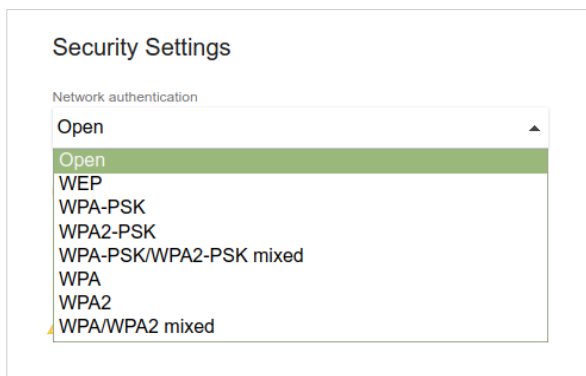 Security Settings
Network authentication
Open
Open
WEP
WPA-PSK
WPA2-PSK
WPA-PSK/WPA2-PSK mixed
WPA
WPA2
WPA/WPA2 mixed